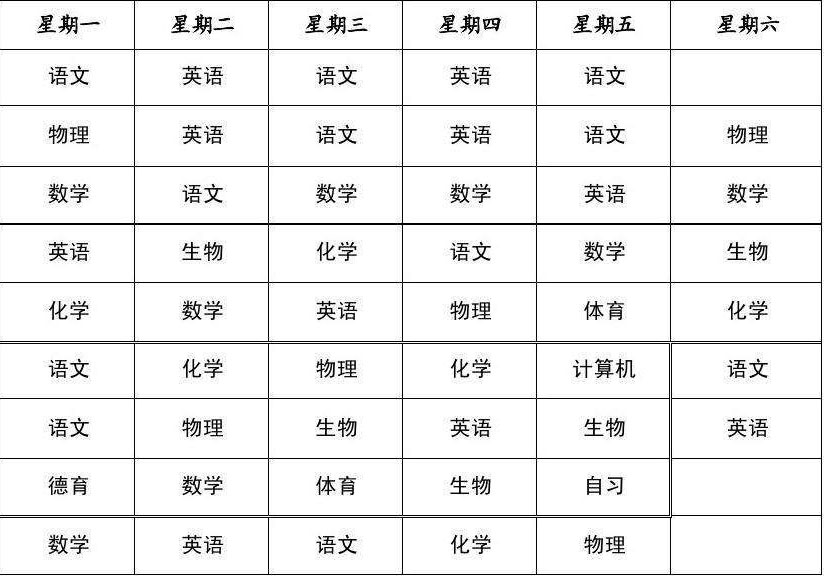 星期一 星期二 星期三 星期四 星期五 星期六
语文 英语 语文 英语 语文
物理 英语 语文 英语 语文 物理
数学 语文 数学 数学 英语 数学
英语 生物 化学 语文 数学 生物
化学 数学 英语 物理 体育 化学
语文 化学 物理 化学 计算机 语文
语文 物理 生物 英语 生物 英语
德育 数学 体育 生物 自习
数学 英语 语文 化学 物理